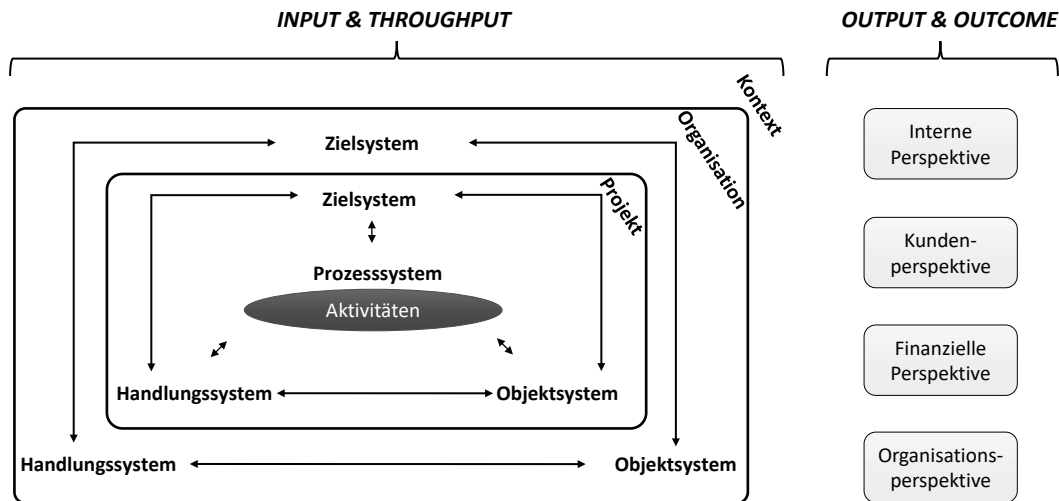 INPUT & THROUGHPUT
OUTPUT & OUTCOME
Kontext
Organisation
Projekt
Zielsystem
Zielsystem
Prozesssystem
Aktivitäten
Handlungssystem
Objektsystem
Handlungssystem
Objektsystem
Interne
Perspektive
Kunden-
perspektive
Finanzielle
Perspektive
Organisations-
perspektive